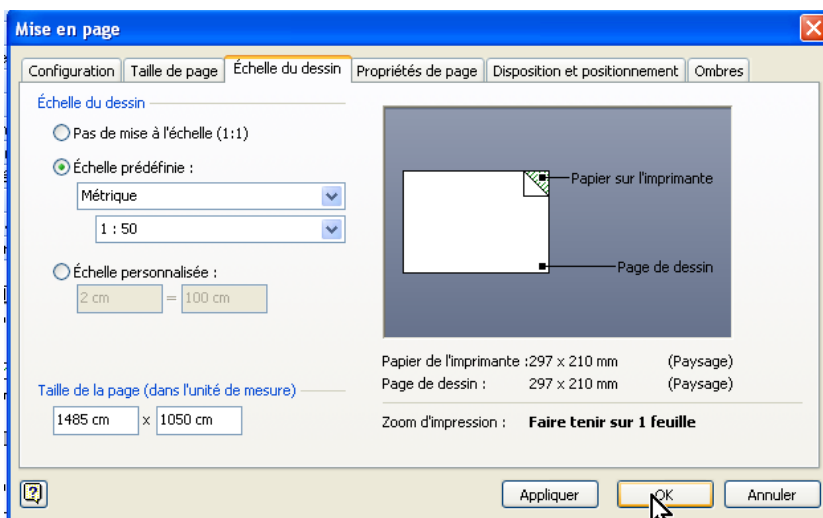 Mise en page
Configuration Taille de page Échelle du dessin Propriétés de page Disposition et positionnement Ombres
Échelle du dessin
Pas de mise à l'échelle (1:1)
Échelle prédéfinie :
Métrique
1 : 50
Échelle personnalisée :
2 cm = 100 cm
Papier sur l'imprimante
Page de dessin
Papier de l'imprimante :297 x 210 mm (Paysage)
Page de dessin : 297 x 210 mm (Paysage)
Taille de la page (dans l'unité de mesure)
1485 cm x 1050 cm
Zoom d'impression : Faire tenir sur 1 feuille
Appliquer OK Annuler